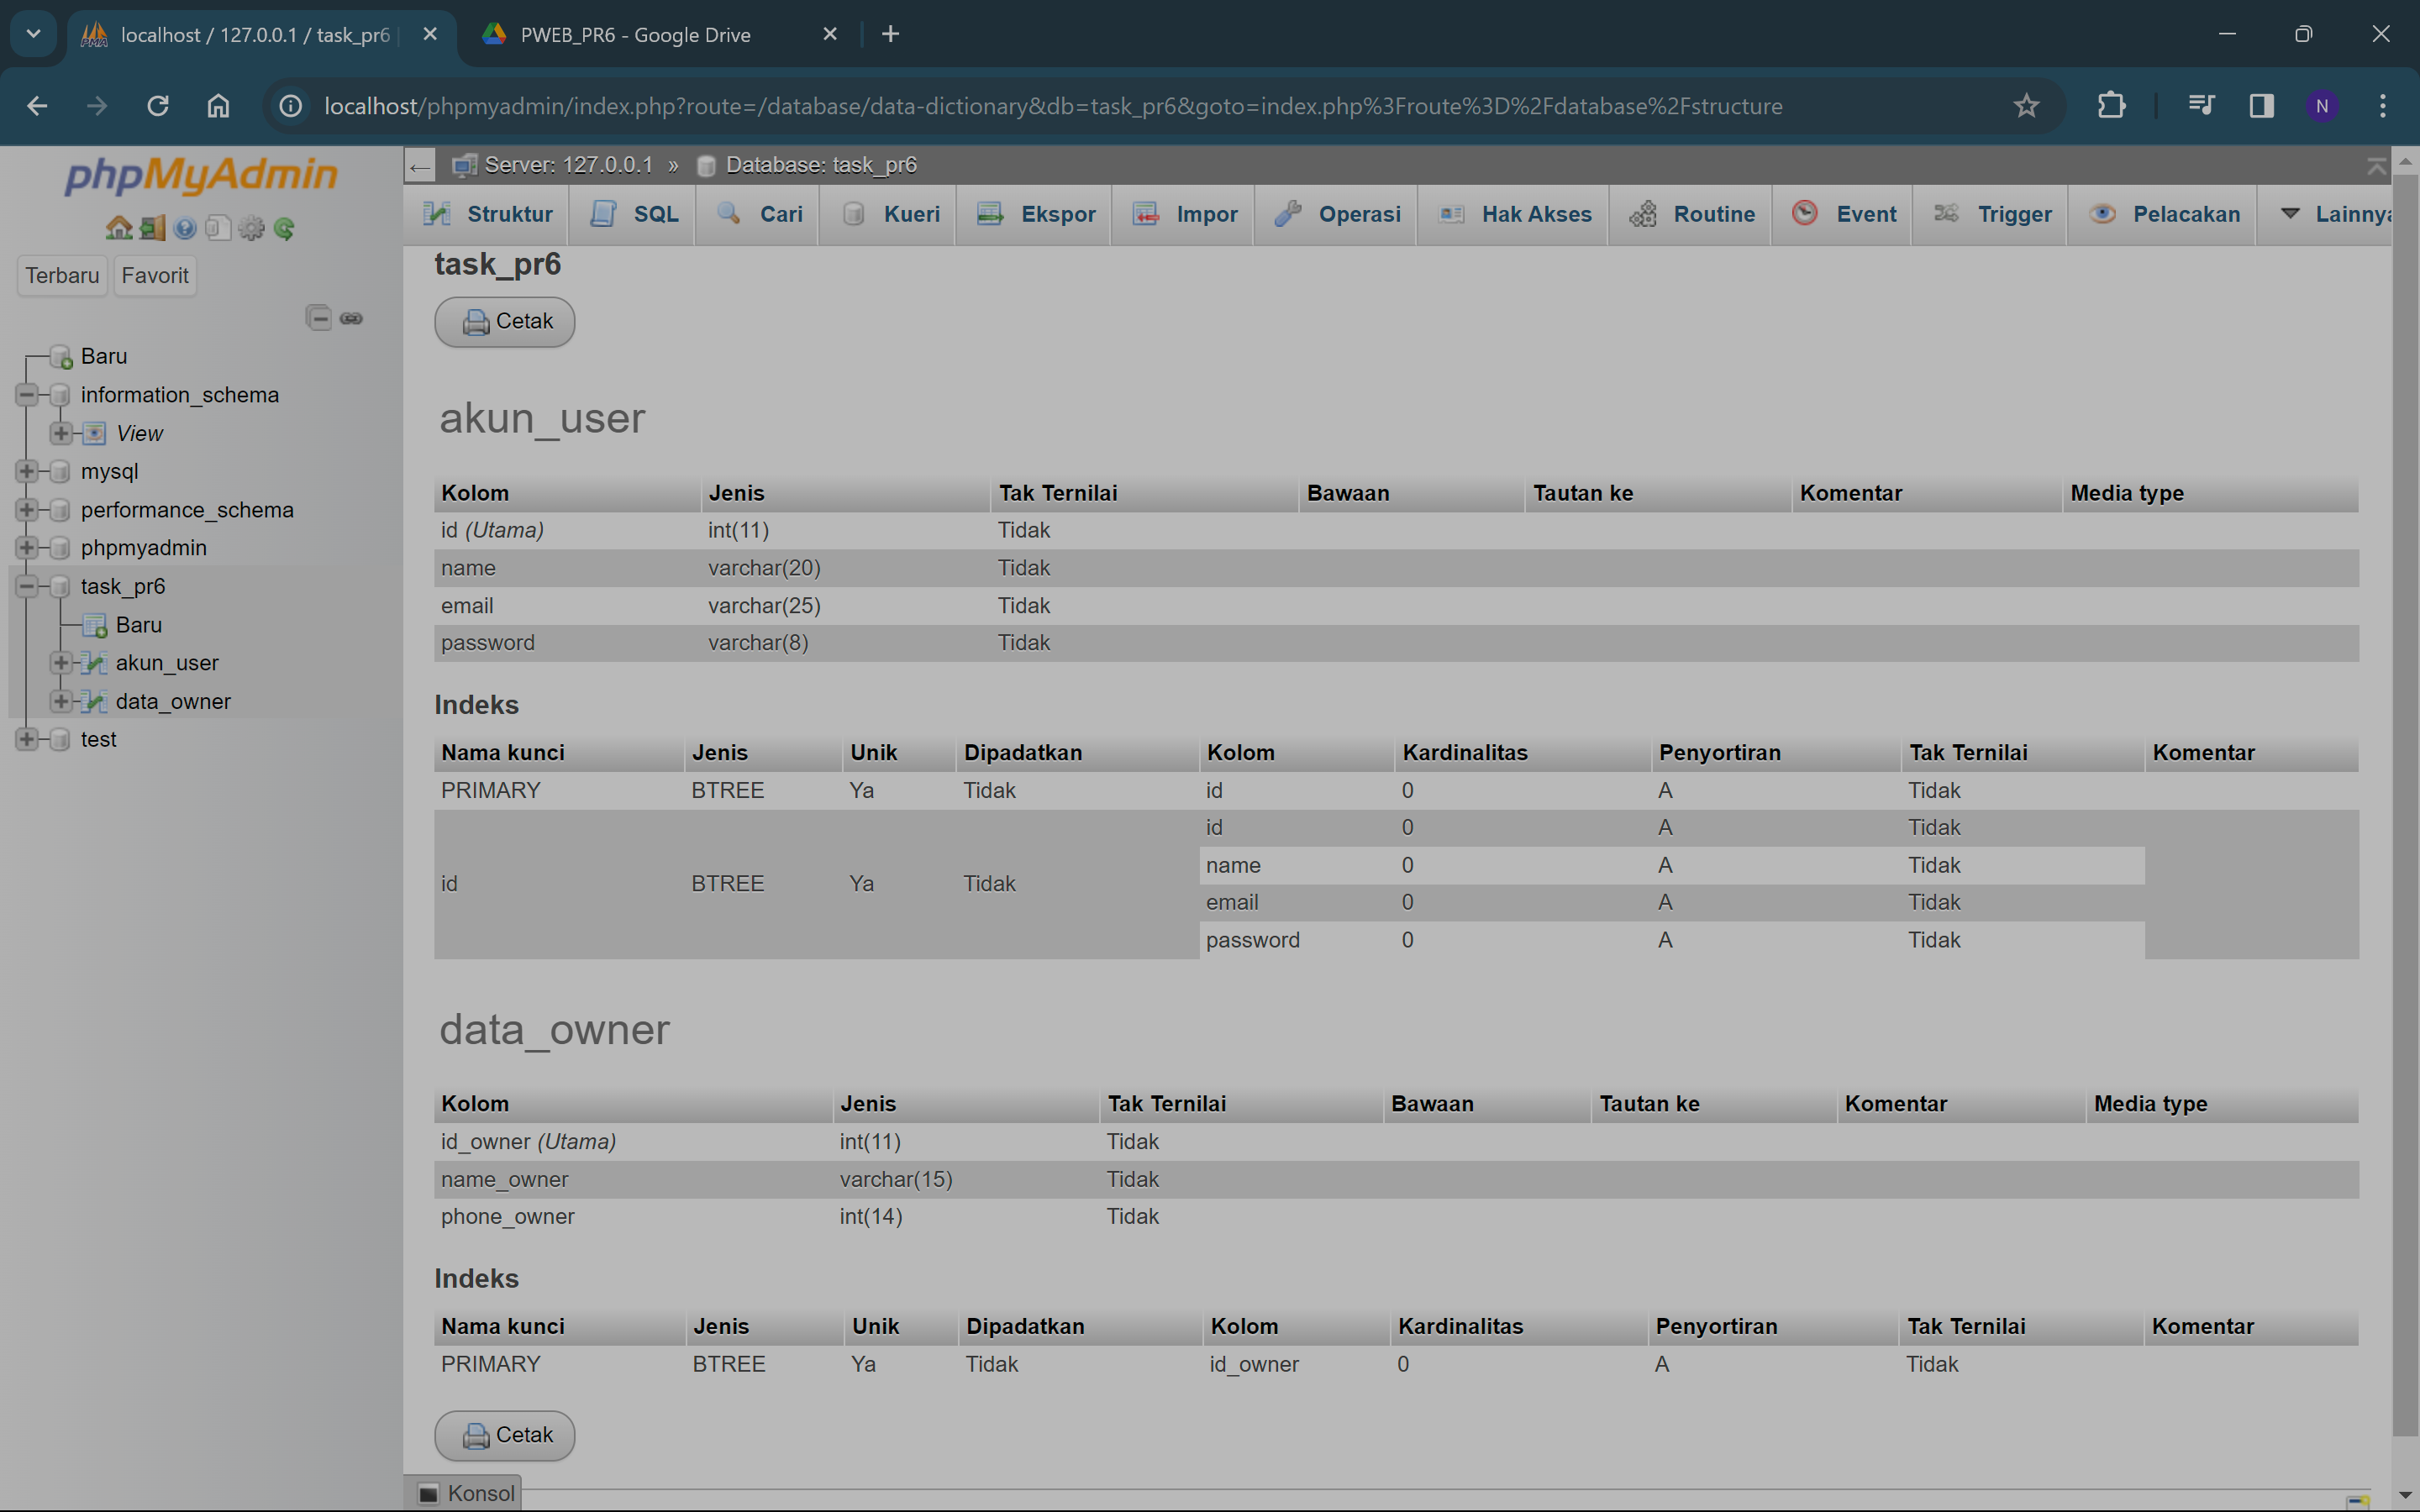 localhost / 127.0.0.1 / task_pr6
PWEB_PR6 - Google Drive
localhost/phpmyadmin/index.php?route=/database/data-dictionary&db=task_pr6&goto=index.php%3Froute%3D%2Fdatabase%2Fstructure
N
phpMyAdmin
Terbaru Favorit
Baru
information_schema
View
mysql
performance_schema
phpmyadmin
task_pr6
Baru
akun_user
data_owner
test
Server: 127.0.0.1 » Database: task_pr6
Struktur SQL Cari Kueri Ekspor Impor Operasi Hak Akses Routine Event Trigger Pelacakan Lainnya
task_pr6
Cetak
akun_user
Kolom Jenis Tak Ternilai Bawaan Tautan ke Komentar Media type
id (Utama) int(11) Tidak
name varchar(20) Tidak
email varchar(25) Tidak
password varchar(8) Tidak
Indeks
Nama kunci Jenis Unik Dipadatkan Kolom Kardinalitas Penyortiran Tak Ternilai Komentar
PRIMARY BTREE Ya Tidak id 0 A Tidak
id BTREE Ya Tidak id 0 A Tidak
name 0 A Tidak
email 0 A Tidak
password 0 A Tidak
data_owner
Kolom Jenis Tak Ternilai Bawaan Tautan ke Komentar Media type
id_owner (Utama) int(11) Tidak
name_owner varchar(15) Tidak
phone_owner int(14) Tidak
Indeks
Nama kunci Jenis Unik Dipadatkan Kolom Kardinalitas Penyortiran Tak Ternilai Komentar
PRIMARY BTREE Ya Tidak id_owner 0 A Tidak
Cetak
Konsol